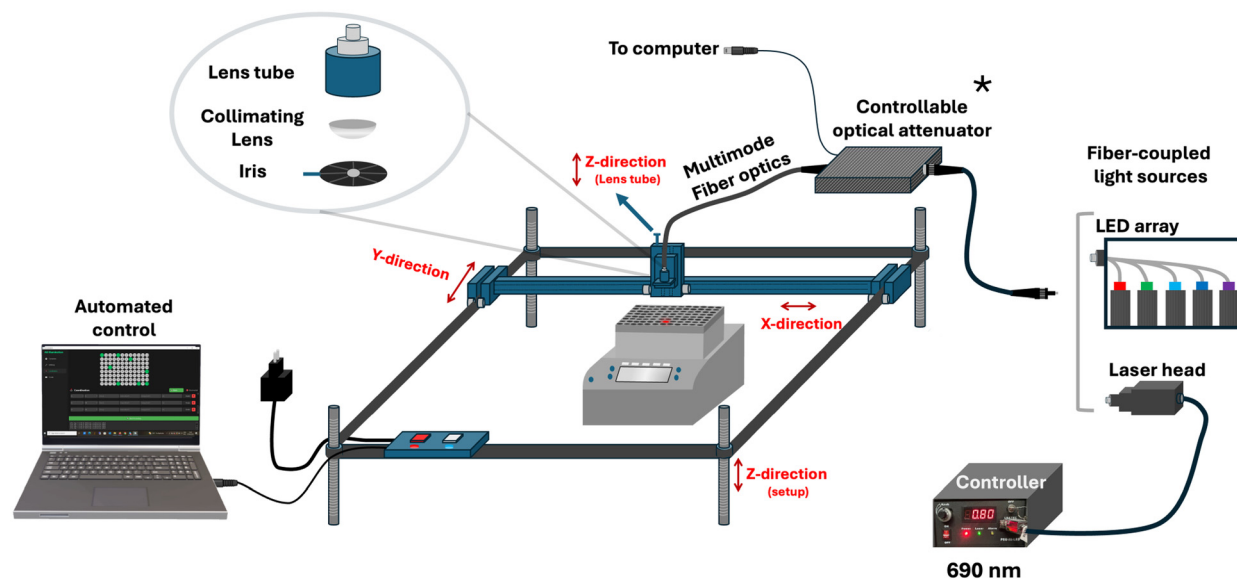 To computer
Lens tube
Collimating
Lens
Iris
*
Controllable
optical attenuator
Z-direction
(Lens tube)
Multimode
Fiber optics
Fiber-coupled
light sources
LED array
Y-direction
X-direction
Automated
control
Laser head
Z-direction
(setup)
Controller
0.80
690 nm